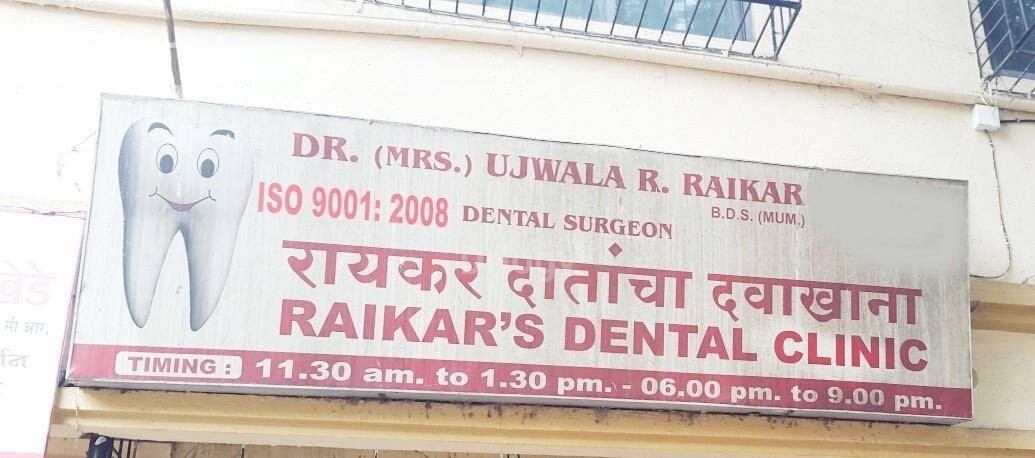 DR. (MRS.) UJWALA R. RAIKAR
B.D.S. (MUM.)
ISO 9001: 2008 DENTAL SURGEON
रायकर दातांचा दवाखाना
RAIKAR'S DENTAL CLINIC
TIMING : 11.30 am. to 1.30 pm. - 06.00 pm. to 9.00 pm.
खेडे
सी आर.